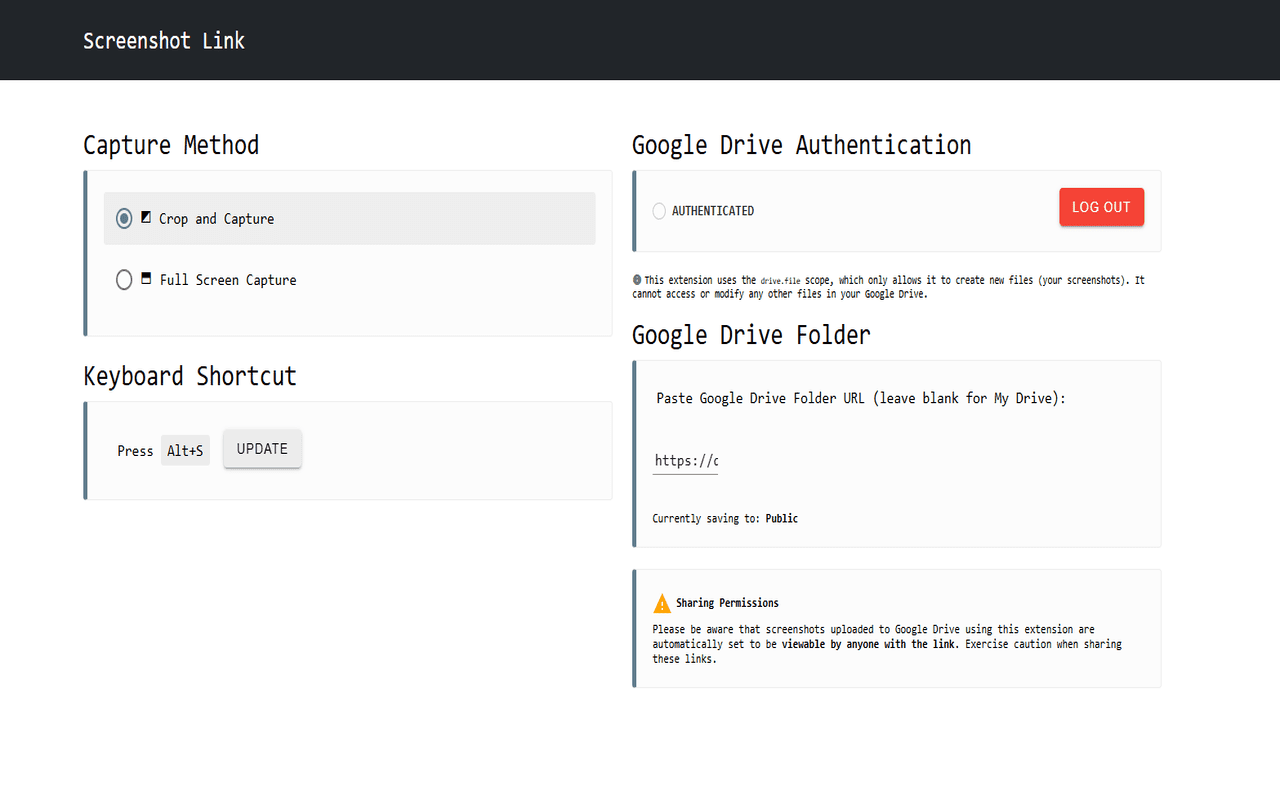 Screenshot Link
Capture Method
Crop and Capture
Full Screen Capture
Keyboard Shortcut
Press Alt+S UPDATE
Google Drive Authentication
AUTHENTICATED LOG OUT
This extension uses the drive.file scope, which only allows it to create new files (your screenshots). It
cannot access or modify any other files in your Google Drive.
Google Drive Folder
Paste Google Drive Folder URL (leave blank for My Drive):
https://
Currently saving to: Public
Sharing Permissions
Please be aware that screenshots uploaded to Google Drive using this extension are
automatically set to be viewable by anyone with the link. Exercise caution when sharing
these links.